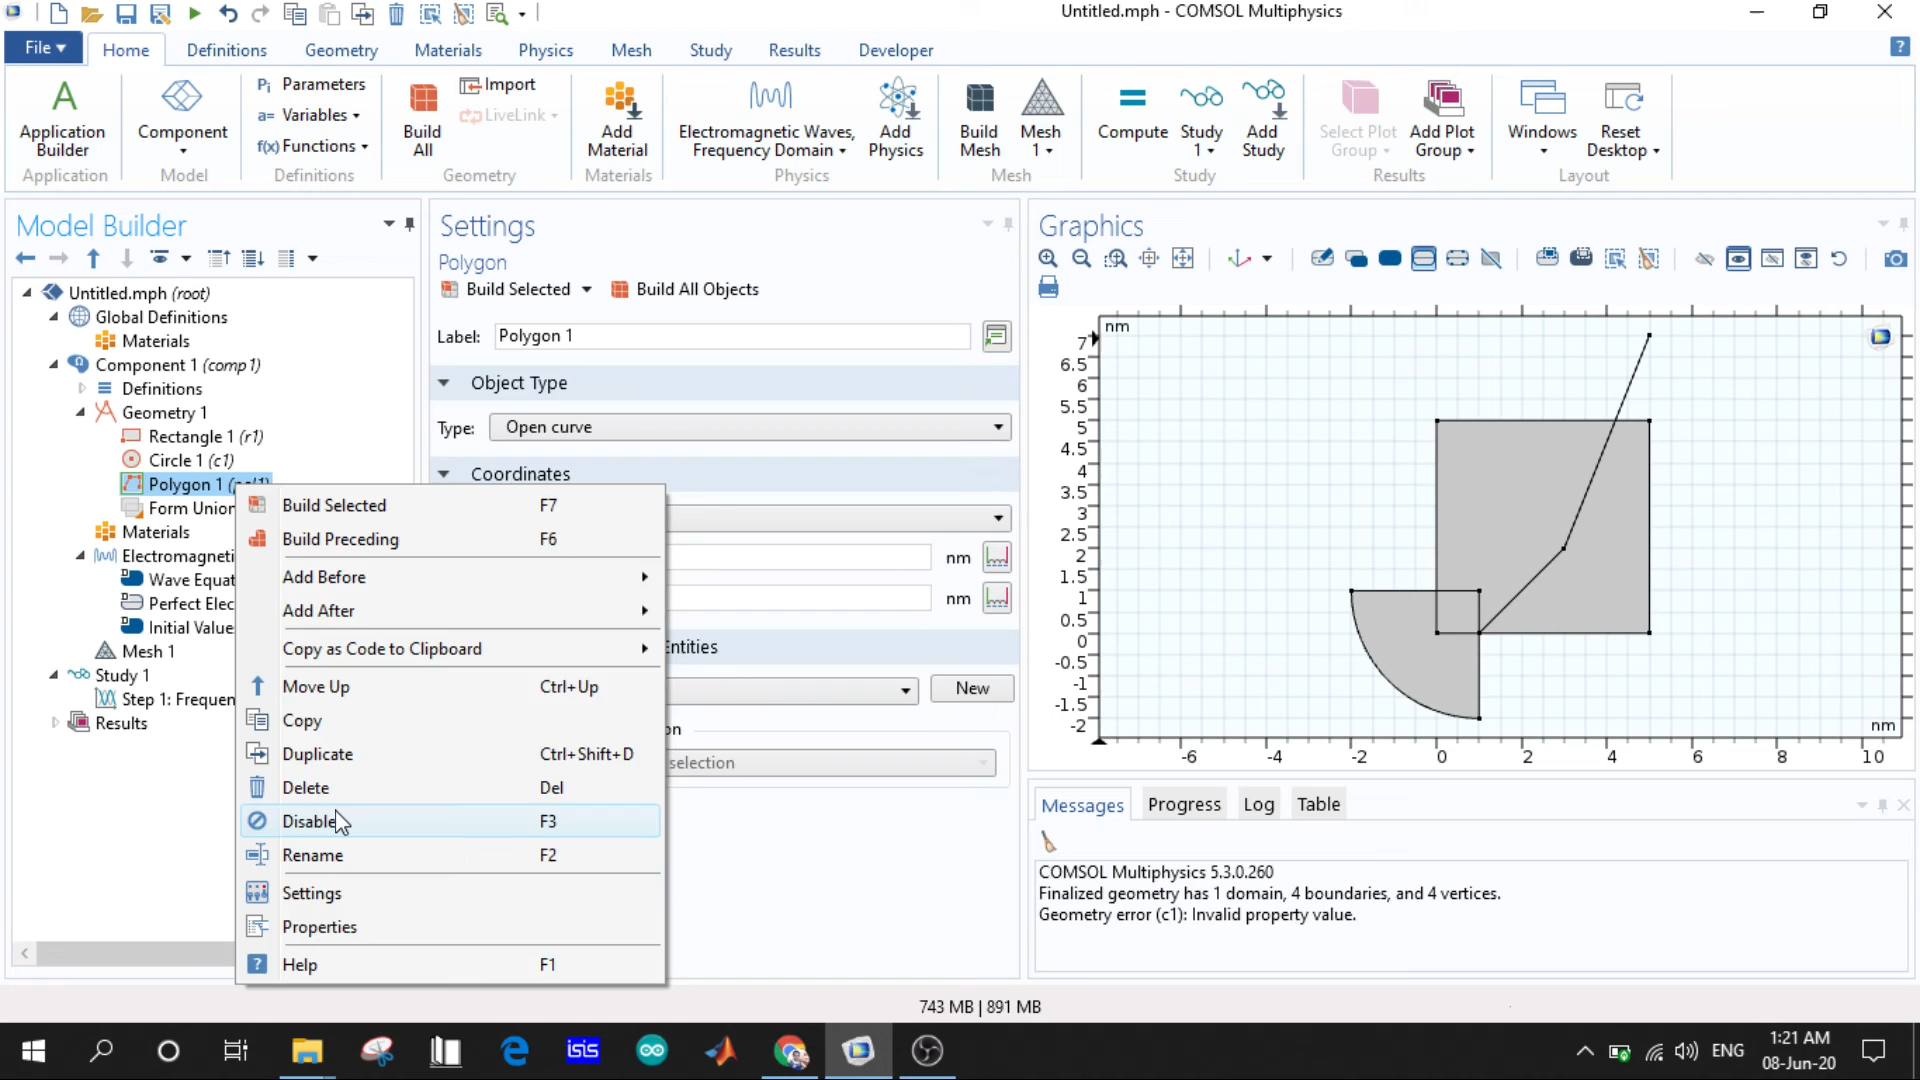 Untitled.mph - COMSOL Multiphysics
File
Home
Definitions
Geometry
Materials
Physics
Mesh
Study
Results
Developer
Application
Builder
Component
Pi Parameters
a= Variables
f(x) Functions
Build
All
Import
LiveLink
Add
Material
Electromagnetic Waves,
Frequency Domain
Add
Physics
Build
Mesh
Mesh
1
Compute
Study
1
Add
Study
Select Plot
Group
Add Plot
Group
Windows
Reset
Desktop
Application
Model
Definitions
Geometry
Materials
Physics
Mesh
Study
Results
Layout
Model Builder
Untitled.mph (root)
Global Definitions
Materials
Component 1 (comp1)
Definitions
Geometry 1
Rectangle 1 (r1)
Circle 1 (c1)
Polygon 1 (pol1)
Form Union
Materials
Electromagneti
Wave Equat
Perfect Elec
Initial Value
Mesh 1
Study 1
Step 1: Frequen
Results
Build Selected F7
Build Preceding F6
Add Before
Add After
Copy as Code to Clipboard
Move Up Ctrl+Up
Copy
Duplicate Ctrl+Shift+D
Delete Del
Disable F3
Rename F2
Settings
Properties
Help F1
Settings
Polygon
Build Selected
Build All Objects
Label: Polygon 1
Object Type
Type: Open curve
Coordinates
nm
nm
Entities
New
on
selection
Graphics
nm
7
6.5
6
5.5
5
4.5
4
3.5
3
2.5
2
1.5
1
0.5
0
-0.5
-1
-1.5
-2
nm
-6 -4 -2 0 2 4 6 8 10
Messages
Progress
Log
Table
COMSOL Multiphysics 5.3.0.260
Finalized geometry has 1 domain, 4 boundaries, and 4 vertices.
Geometry error (c1): Invalid property value.
743 MB | 891 MB
isis
ENG
1:21 AM
08-Jun-20